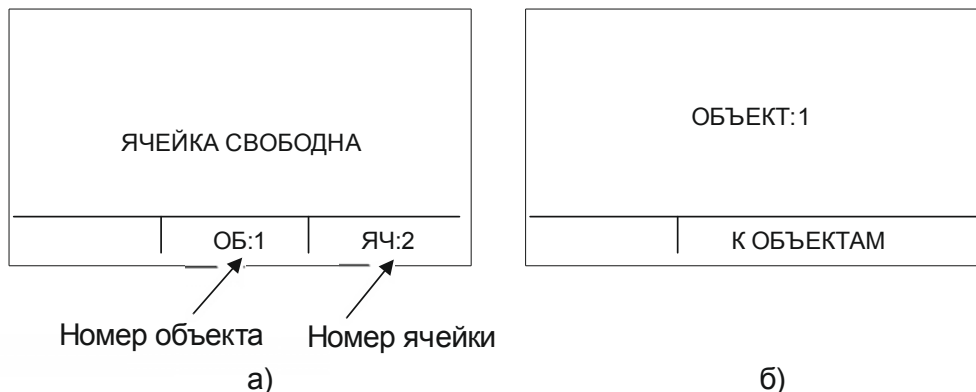 ЯЧЕЙКА СВОБОДНА
ОБ:1
ЯЧ:2
Номер объекта
Номер ячейки
а)
ОБЪЕКТ:1
К ОБЪЕКТАМ
б)